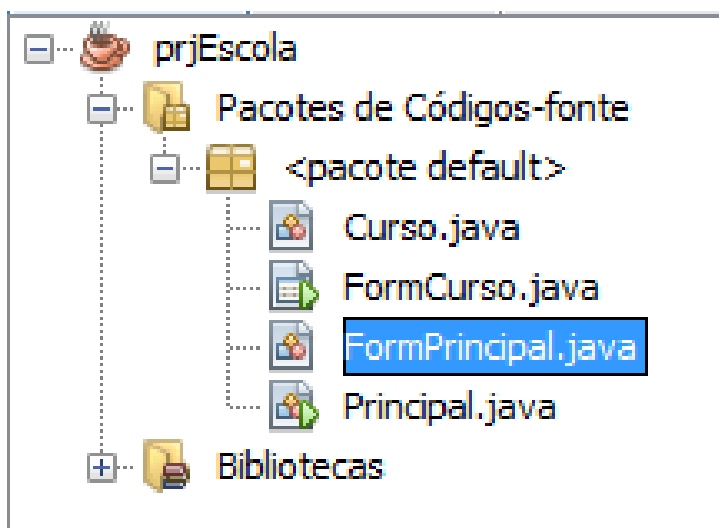 prjEscola
Pacotes de Códigos-fonte
<pacote default>
Curso.java
FormCurso.java
FormPrincipal.java
Principal.java
Bibliotecas